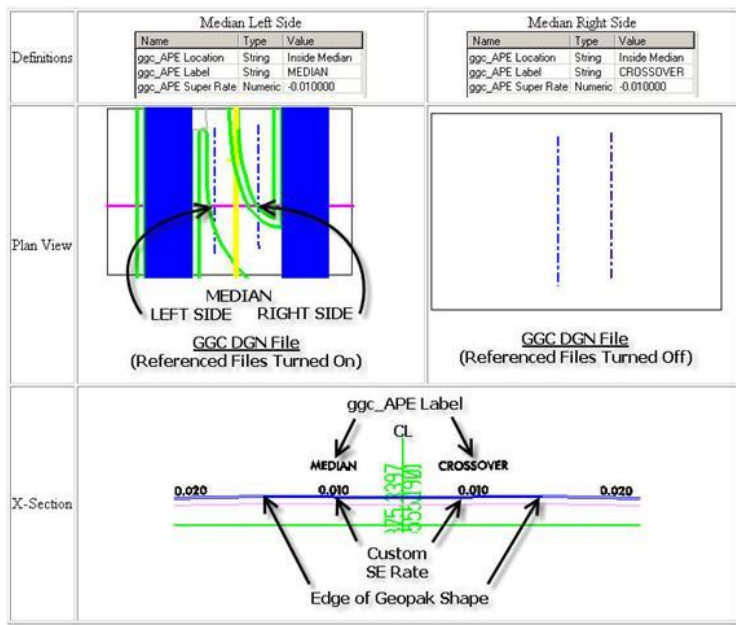 Median Left Side
Median Right Side
Definitions
Name Type Value
ggc_APE Location String Inside Median
ggc_APE Label String MEDIAN
ggc_APE Super Rate Numeric -0.010000
Name Type Value
ggc_APE Location String Inside Median
ggc_APE Label String CROSSOVER
ggc_APE Super Rate Numeric -0.010000
Plan View
MEDIAN
LEFT SIDE RIGHT SIDE
GGC DGN File
(Referenced Files Turned On)
GGC DGN File
(Referenced Files Turned Off)
X-Section
ggc_APE Label
CL
MEDIAN CROSSOVER
0.020 0.010 0.010 0.020
Custom
SE Rate
Edge of Geopak Shape